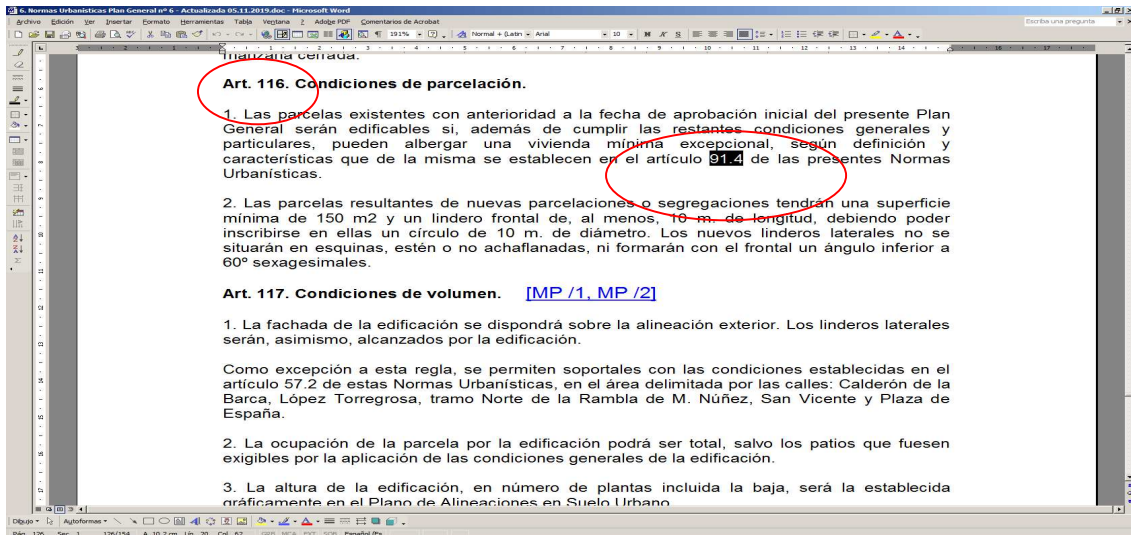 6. Normas Urbanísticas Plan General nº 6 - Actualizada 05.11.2019.doc - Microsoft Word
Archivo Edición Ver Insertar Formato Herramientas Tabla Ventana ? Adobe PDF Comentarios de Acrobat Escriba una pregunta
191% Normal + (Latin Arial 10 N K S
manzana cerrada.
Art. 116. Condiciones de parcelación.
1. Las parcelas existentes con anterioridad a la fecha de aprobación inicial del presente Plan
General serán edificables si, además de cumplir las restantes condiciones generales y
particulares, pueden albergar una vivienda mínima excepcional, según definición y
características que de la misma se establecen en el artículo 91.4 de las presentes Normas
Urbanísticas.
2. Las parcelas resultantes de nuevas parcelaciones o segregaciones tendrán una superficie
mínima de 150 m2 y un lindero frontal de, al menos, 10 m. de longitud, debiendo poder
inscribirse en ellas un círculo de 10 m. de diámetro. Los nuevos linderos laterales no se
situarán en esquinas, estén o no achaflanadas, ni formarán con el frontal un ángulo inferior a
60º sexagesimales.
Art. 117. Condiciones de volumen. [MP /1, MP /2]
1. La fachada de la edificación se dispondrá sobre la alineación exterior. Los linderos laterales
serán, asimismo, alcanzados por la edificación.
Como excepción a esta regla, se permiten soportales con las condiciones establecidas en el
artículo 57.2 de estas Normas Urbanísticas, en el área delimitada por las calles: Calderón de la
Barca, López Torregrosa, tramo Norte de la Rambla de M. Núñez, San Vicente y Plaza de
España.
2. La ocupación de la parcela por la edificación podrá ser total, salvo los patios que fuesen
exigibles por la aplicación de las condiciones generales de la edificación.
3. La altura de la edificación, en número de plantas incluida la baja, será la establecida
gráficamente en el Plano de Alineaciones en Suelo Urbano
Dibujo Autoformas
Pág. 126 Sec. 1 126/154 A 10,2 cm Lín. 20 Col. 62 GRB MCA EXT SOB Español (Es